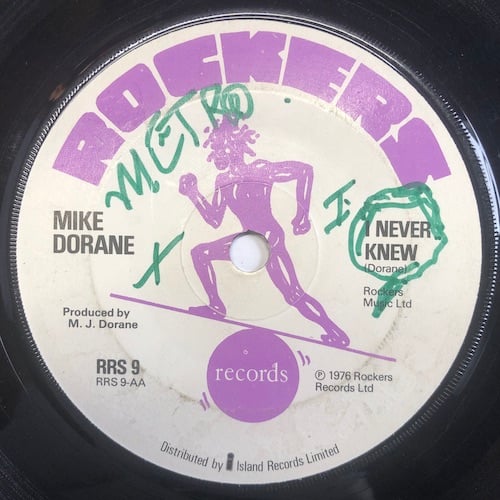 ROCKERS
METRO
MIKE
DORANE
X
I
I NEVER
KNEW
(Dorane)
Rockers
Music Ltd
Produced by
M. J. Dorane
RRS 9
RRS 9-AA
records
℗ 1976 Rockers
Records Ltd
Distributed by Island Records Limited